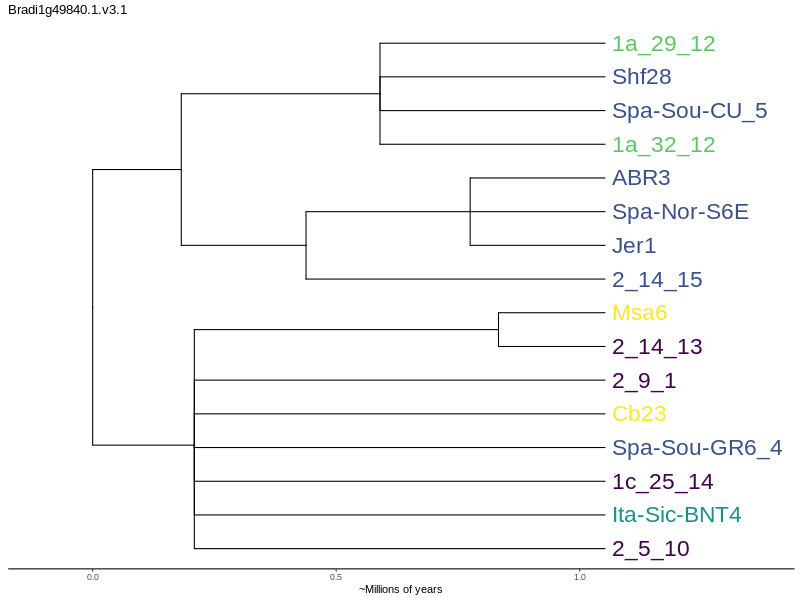 Bradi1g49840.1.v3.1
1a_29_12
Shf28
Spa-Sou-CU_5
1a_32_12
ABR3
Spa-Nor-S6E
Jer1
2_14_15
Msa6
2_14_13
2_9_1
Cb23
Spa-Sou-GR6_4
1c_25_14
Ita-Sic-BNT4
2_5_10
0.0 0.5 1.0
~Millions of years